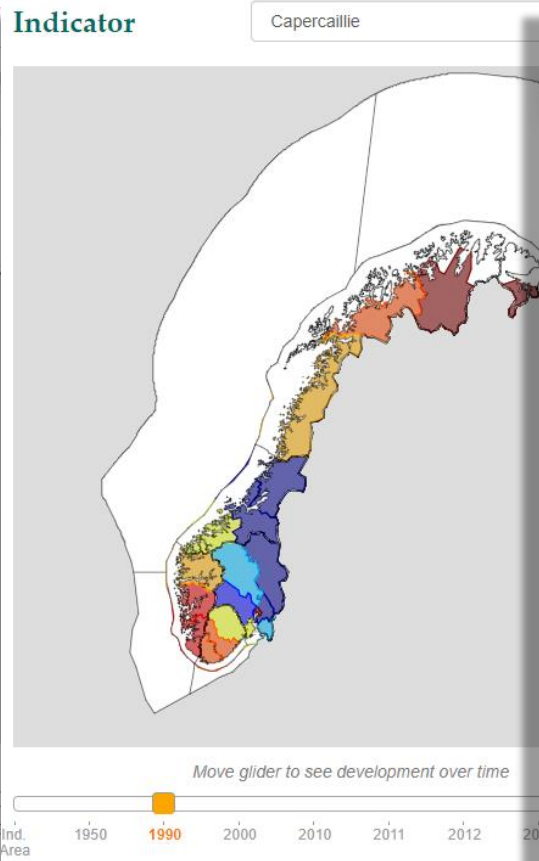 Indicator
Capercaillie
Move glider to see development over time
Ind.
Area
1950
1990
2000
2010
2011
2012